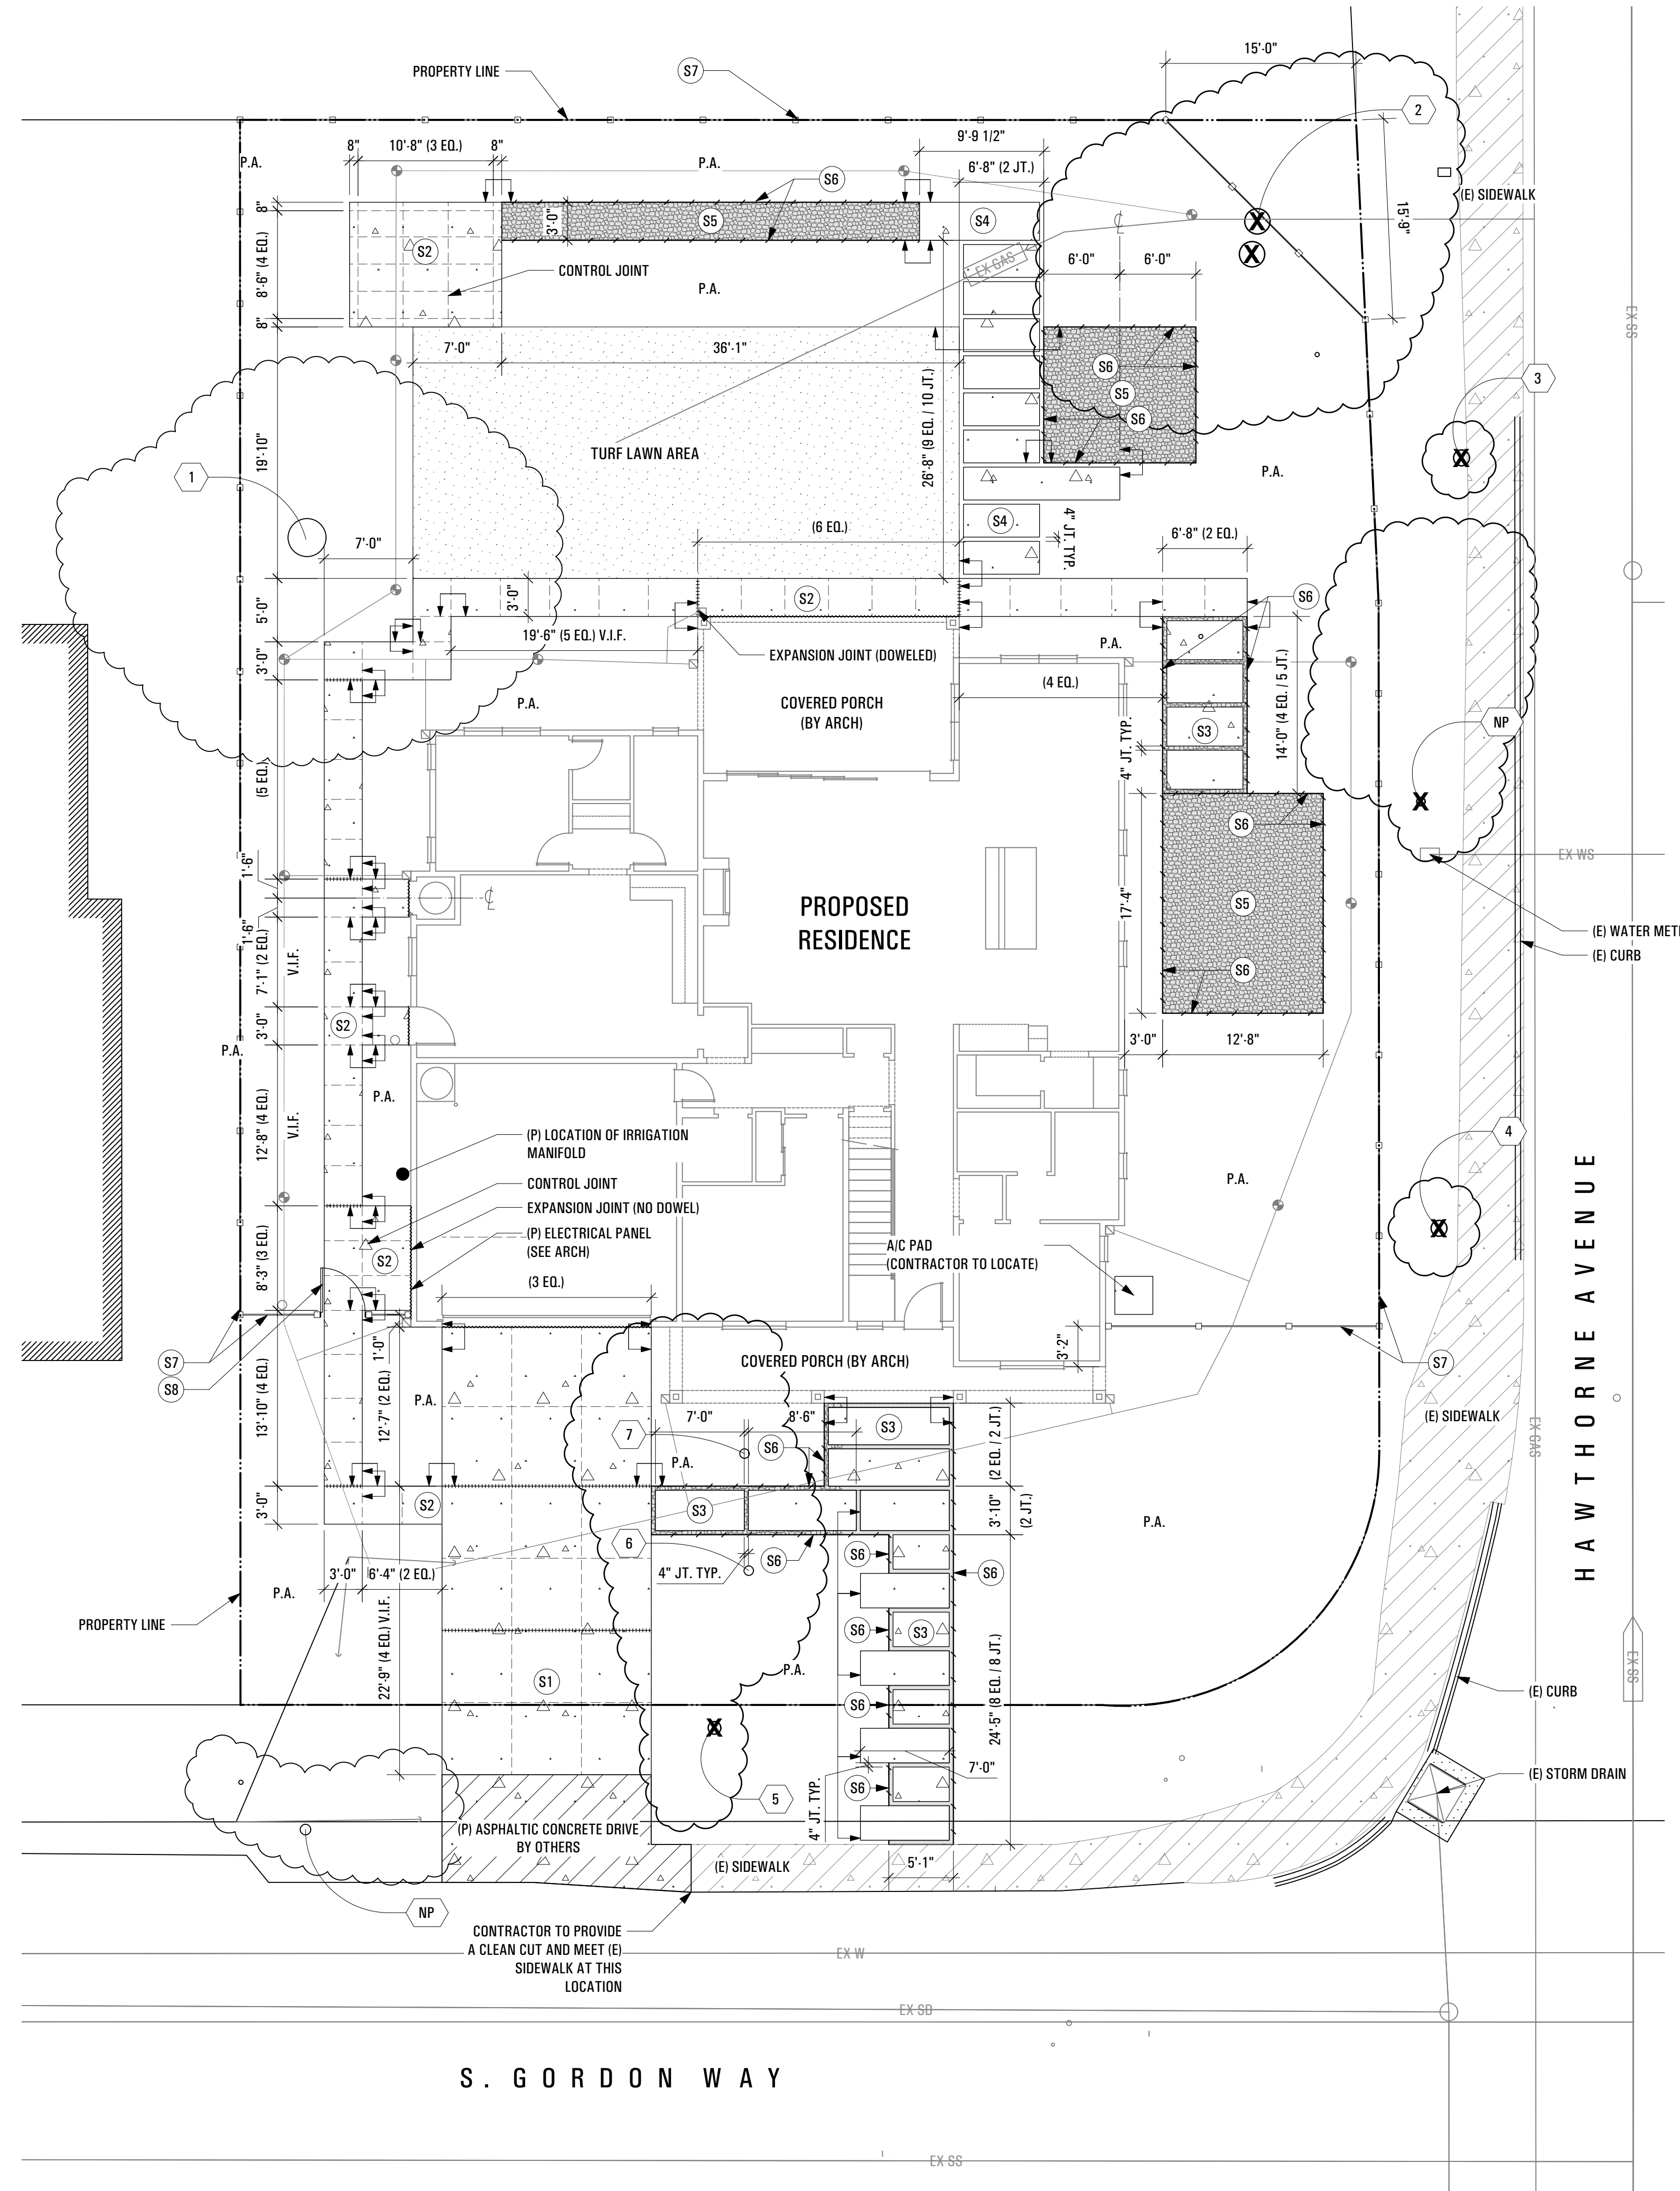 15'-0"
PROPERTY LINE
S7
2
9'-9 1/2"
8"
10'-8" (3 EQ.)
8"
P.A.
P.A.
6'-8" (2 JT.)
S6
(E) SIDEWALK
8"
3'-0"
S5
S4
15'-9"
S2
8'-6" (4 EQ.)
CONTROL JOINT
EX GAS
6'-0"
6'-0"
P.A.
8"
EX SS
7'-0"
36'-1"
S6
3
S5
26'-8" (9 EQ. / 10 JT.)
S6
19'-10"
TURF LAWN AREA
1
P.A.
(6 EQ.)
S4
4" JT. TYP.
6'-8" (2 EQ.)
7'-0"
5'-0"
3'-0"
S2
S6
19'-6" (5 EQ.) V.I.F.
EXPANSION JOINT (DOWELED)
P.A.
3'-0"
(4 EQ.)
P.A.
COVERED PORCH
(BY ARCH)
14'-0" (4 EQ. / 5 JT.)
NP
S3
4" JT. TYP.
(5 EQ.)
S6
1'-6"
EX WS
PROPOSED
RESIDENCE
17'-4"
S5
1'-6"
(E) WATER METE
(E) CURB
7'-1" (2 EQ.)
V.I.F.
S6
S2
3'-0"
P.A.
3'-0"
12'-8"
P.A.
12'-8" (4 EQ.)
V.I.F.
(P) LOCATION OF IRRIGATION
MANIFOLD
4
CONTROL JOINT
P.A.
EXPANSION JOINT (NO DOWEL)
(P) ELECTRICAL PANEL
(SEE ARCH)
A/C PAD
(CONTRACTOR TO LOCATE)
S2
8'-3" (3 EQ.)
(3 EQ.)
HAWTHORNE AVENUE
S7
1'-0"
COVERED PORCH (BY ARCH)
3'-2"
S7
S8
13'-10" (4 EQ.)
12'-7" (2 EQ.)
P.A.
7'-0"
8'-6"
S3
(E) SIDEWALK
EX GAS
7
S6
(2 EQ. / 2 JT.)
P.A.
3'-0"
S2
S3
3'-10"
(2 JT.)
P.A.
6
S6
S6
S6
3'-0"
6'-4" (2 EQ.)
4" JT. TYP.
P.A.
PROPERTY LINE
S6
S3
22'-9" (4 EQ.) V.I.F.
24'-5" (8 EQ. / 8 JT.)
S1
P.A.
EX SS
S6
(E) CURB
7'-0"
S6
(E) STORM DRAIN
5
4" JT. TYP.
(P) ASPHALTIC CONCRETE DRIVE
BY OTHERS
(E) SIDEWALK
5'-1"
NP
CONTRACTOR TO PROVIDE
A CLEAN CUT AND MEET (E)
SIDEWALK AT THIS
LOCATION
EX W
EX SD
S. GORDON WAY
EX SS